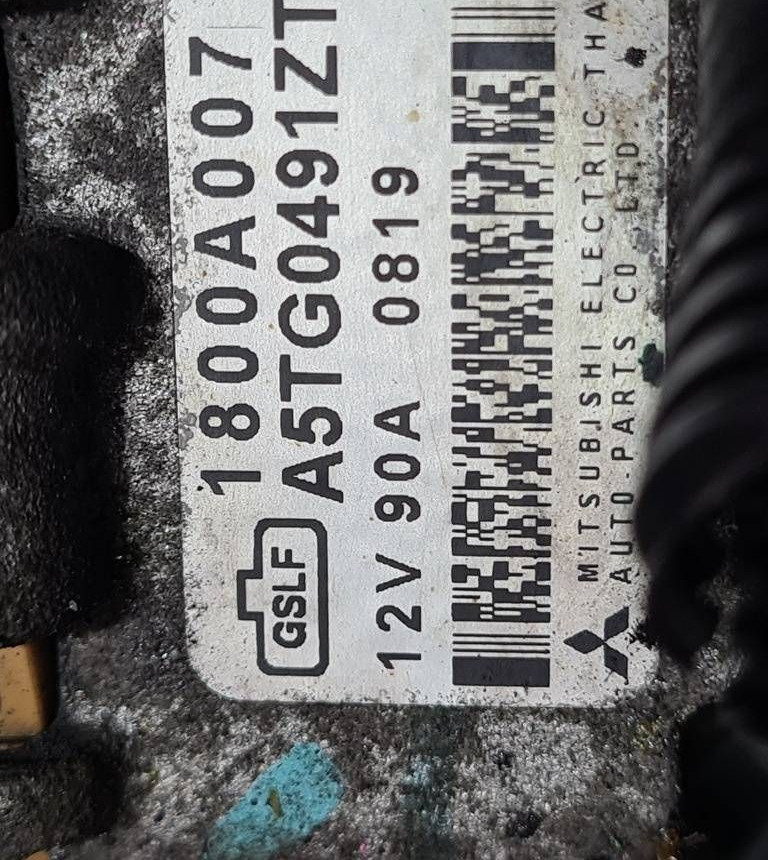 1800A007
A5TG0491ZT
GSLF
12V 90A 0819
MITSUBISHI ELECTRIC THA
AUTO-PARTS CO.,LTD.